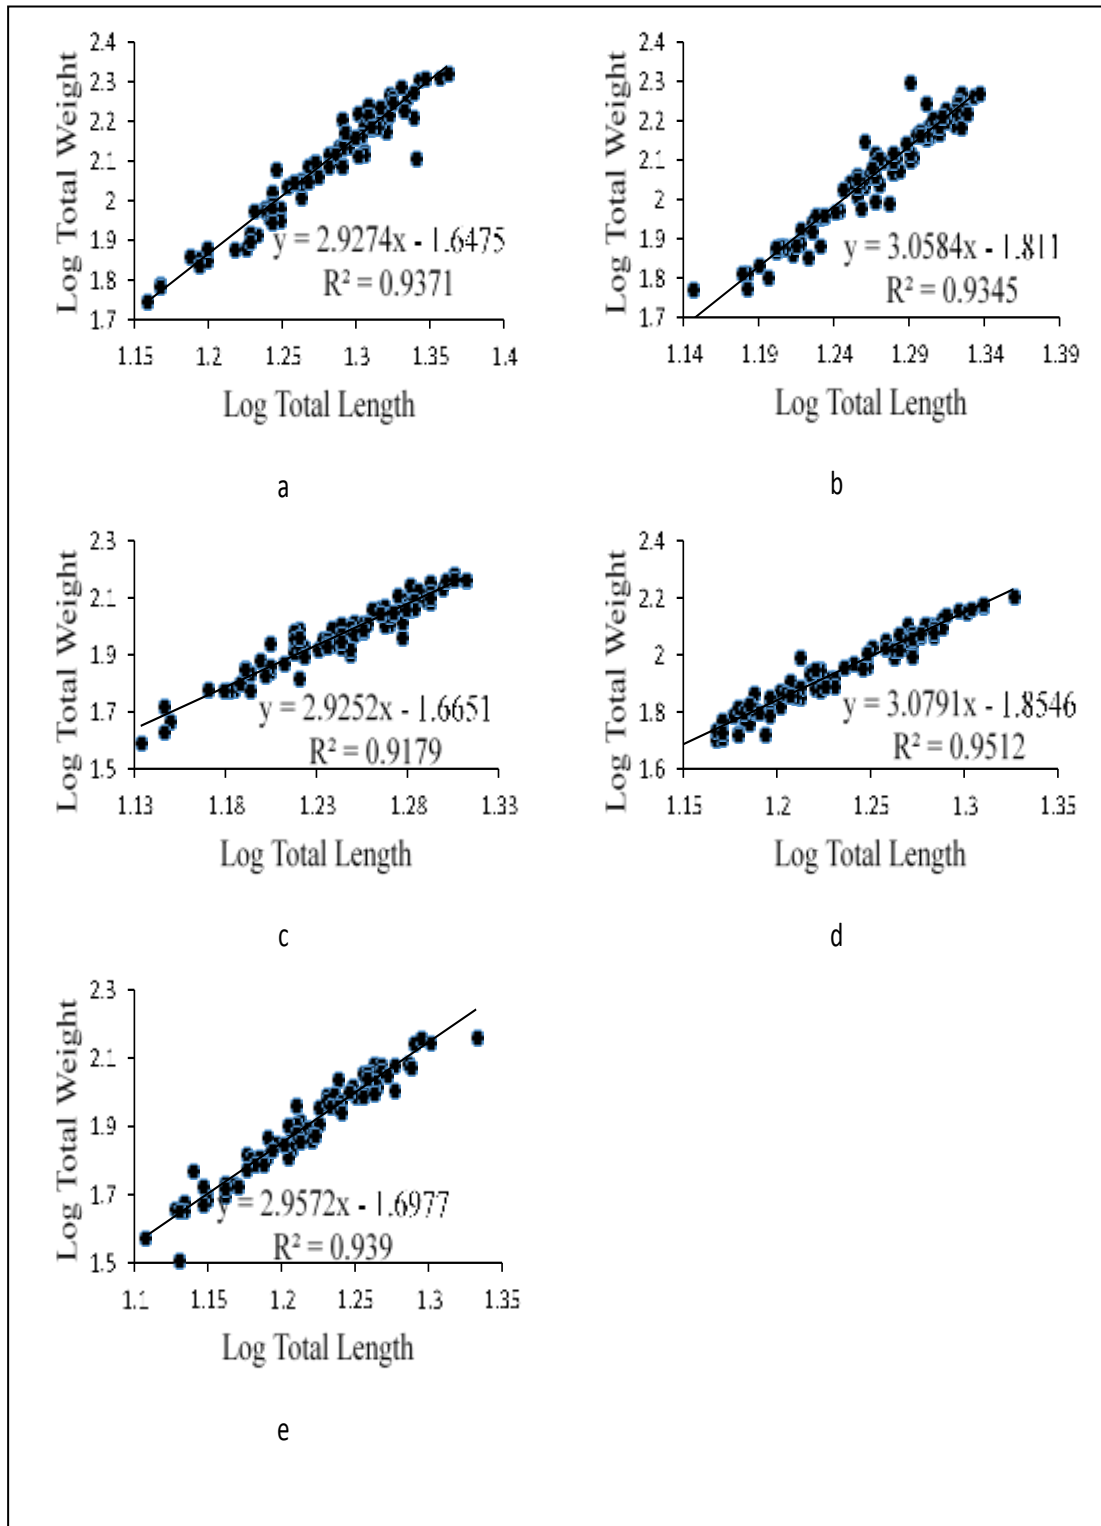 Log Total Weight
2.4
2.3
2.2
2.1
2
1.9
1.8
1.7
y = 2.9274x - 1.6475
R² = 0.9371
1.15 1.2 1.25 1.3 1.35 1.4
Log Total Length
a
Log Total Weight
2.4
2.3
2.2
2.1
2
1.9
1.8
1.7
y = 3.0584x - 1.811
R² = 0.9345
1.14 1.19 1.24 1.29 1.34 1.39
Log Total Length
b
Log Total Weight
2.3
2.1
1.9
1.7
1.5
y = 2.9252x - 1.6651
R² = 0.9179
1.13 1.18 1.23 1.28 1.33
Log Total Length
c
Log Total Weight
2.4
2.2
2
1.8
1.6
y = 3.0791x - 1.8546
R² = 0.9512
1.15 1.2 1.25 1.3 1.35
Log Total Length
d
Log Total Weight
2.3
2.1
1.9
1.7
1.5
y = 2.9572x - 1.6977
R² = 0.939
1.1 1.15 1.2 1.25 1.3 1.35
Log Total Length
e